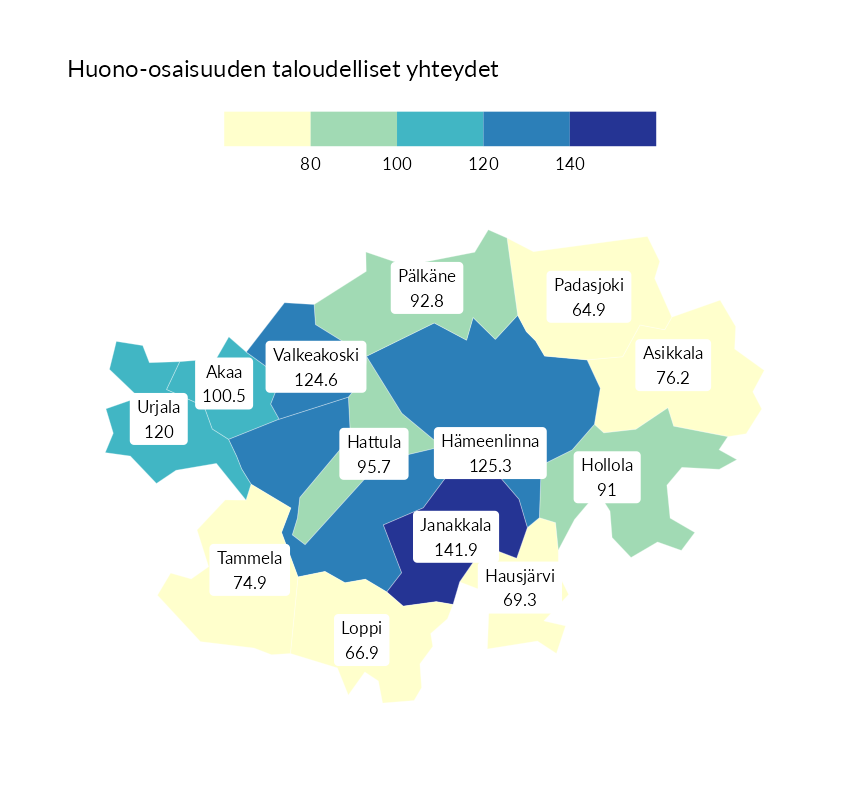 Huono-osaisuuden taloudelliset yhteydet
80 100 120 140
Pälkäne
92.8
Padasjoki
64.9
Valkeakoski
124.6
Asikkala
76.2
Akaa
100.5
Urjala
120
Hattula
95.7
Hämeenlinna
125.3
Hollola
91
Janakkala
141.9
Tammela
74.9
Hausjärvi
69.3
Loppi
66.9